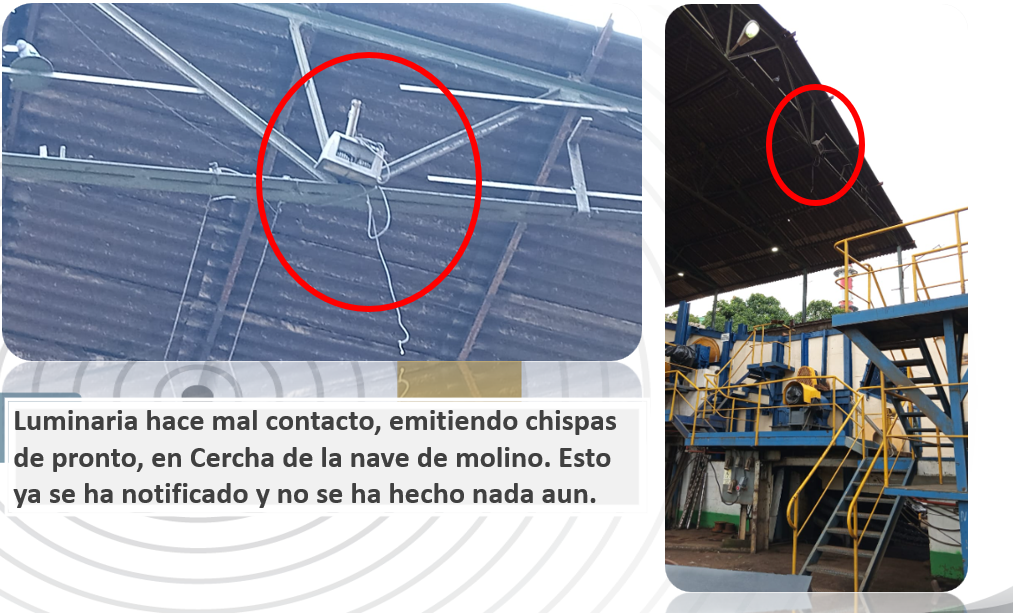 Luminaria hace mal contacto, emitiendo chispas
de pronto, en Cercha de la nave de molino. Esto
ya se ha notificado y no se ha hecho nada aun.